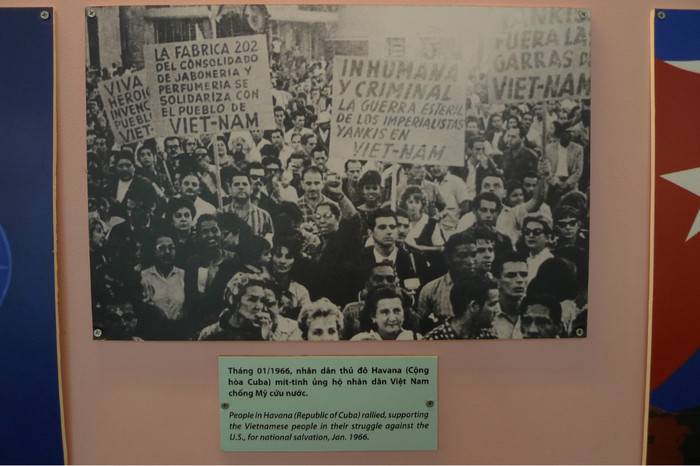 VIVA
HEROIC
INVENC
PUEBL
VIET-
LA FABRICA 202
DEL CONSOLIDADO
DE JABONERIA Y
PERFUMERIA SE
SOLIDARIZA CON
EL PUEBLO DE
VIET-NAM
INHUMANA
Y CRIMINAL
LA GUERRA ESTERIL
DE LOS IMPERIALISTAS
YANKIS EN
VIET-NAM
YANKIS
FUERA LA
GARRAS D
VIET-NAM
Tháng 01/1966, nhân dân thủ đô Havana (Cộng
hòa Cuba) mít-tinh ủng hộ nhân dân Việt Nam
chống Mỹ cứu nước.
People in Havana (Republic of Cuba) rallied, supporting
the Vietnamese people in their struggle against the
U.S., for national salvation, Jan. 1966.